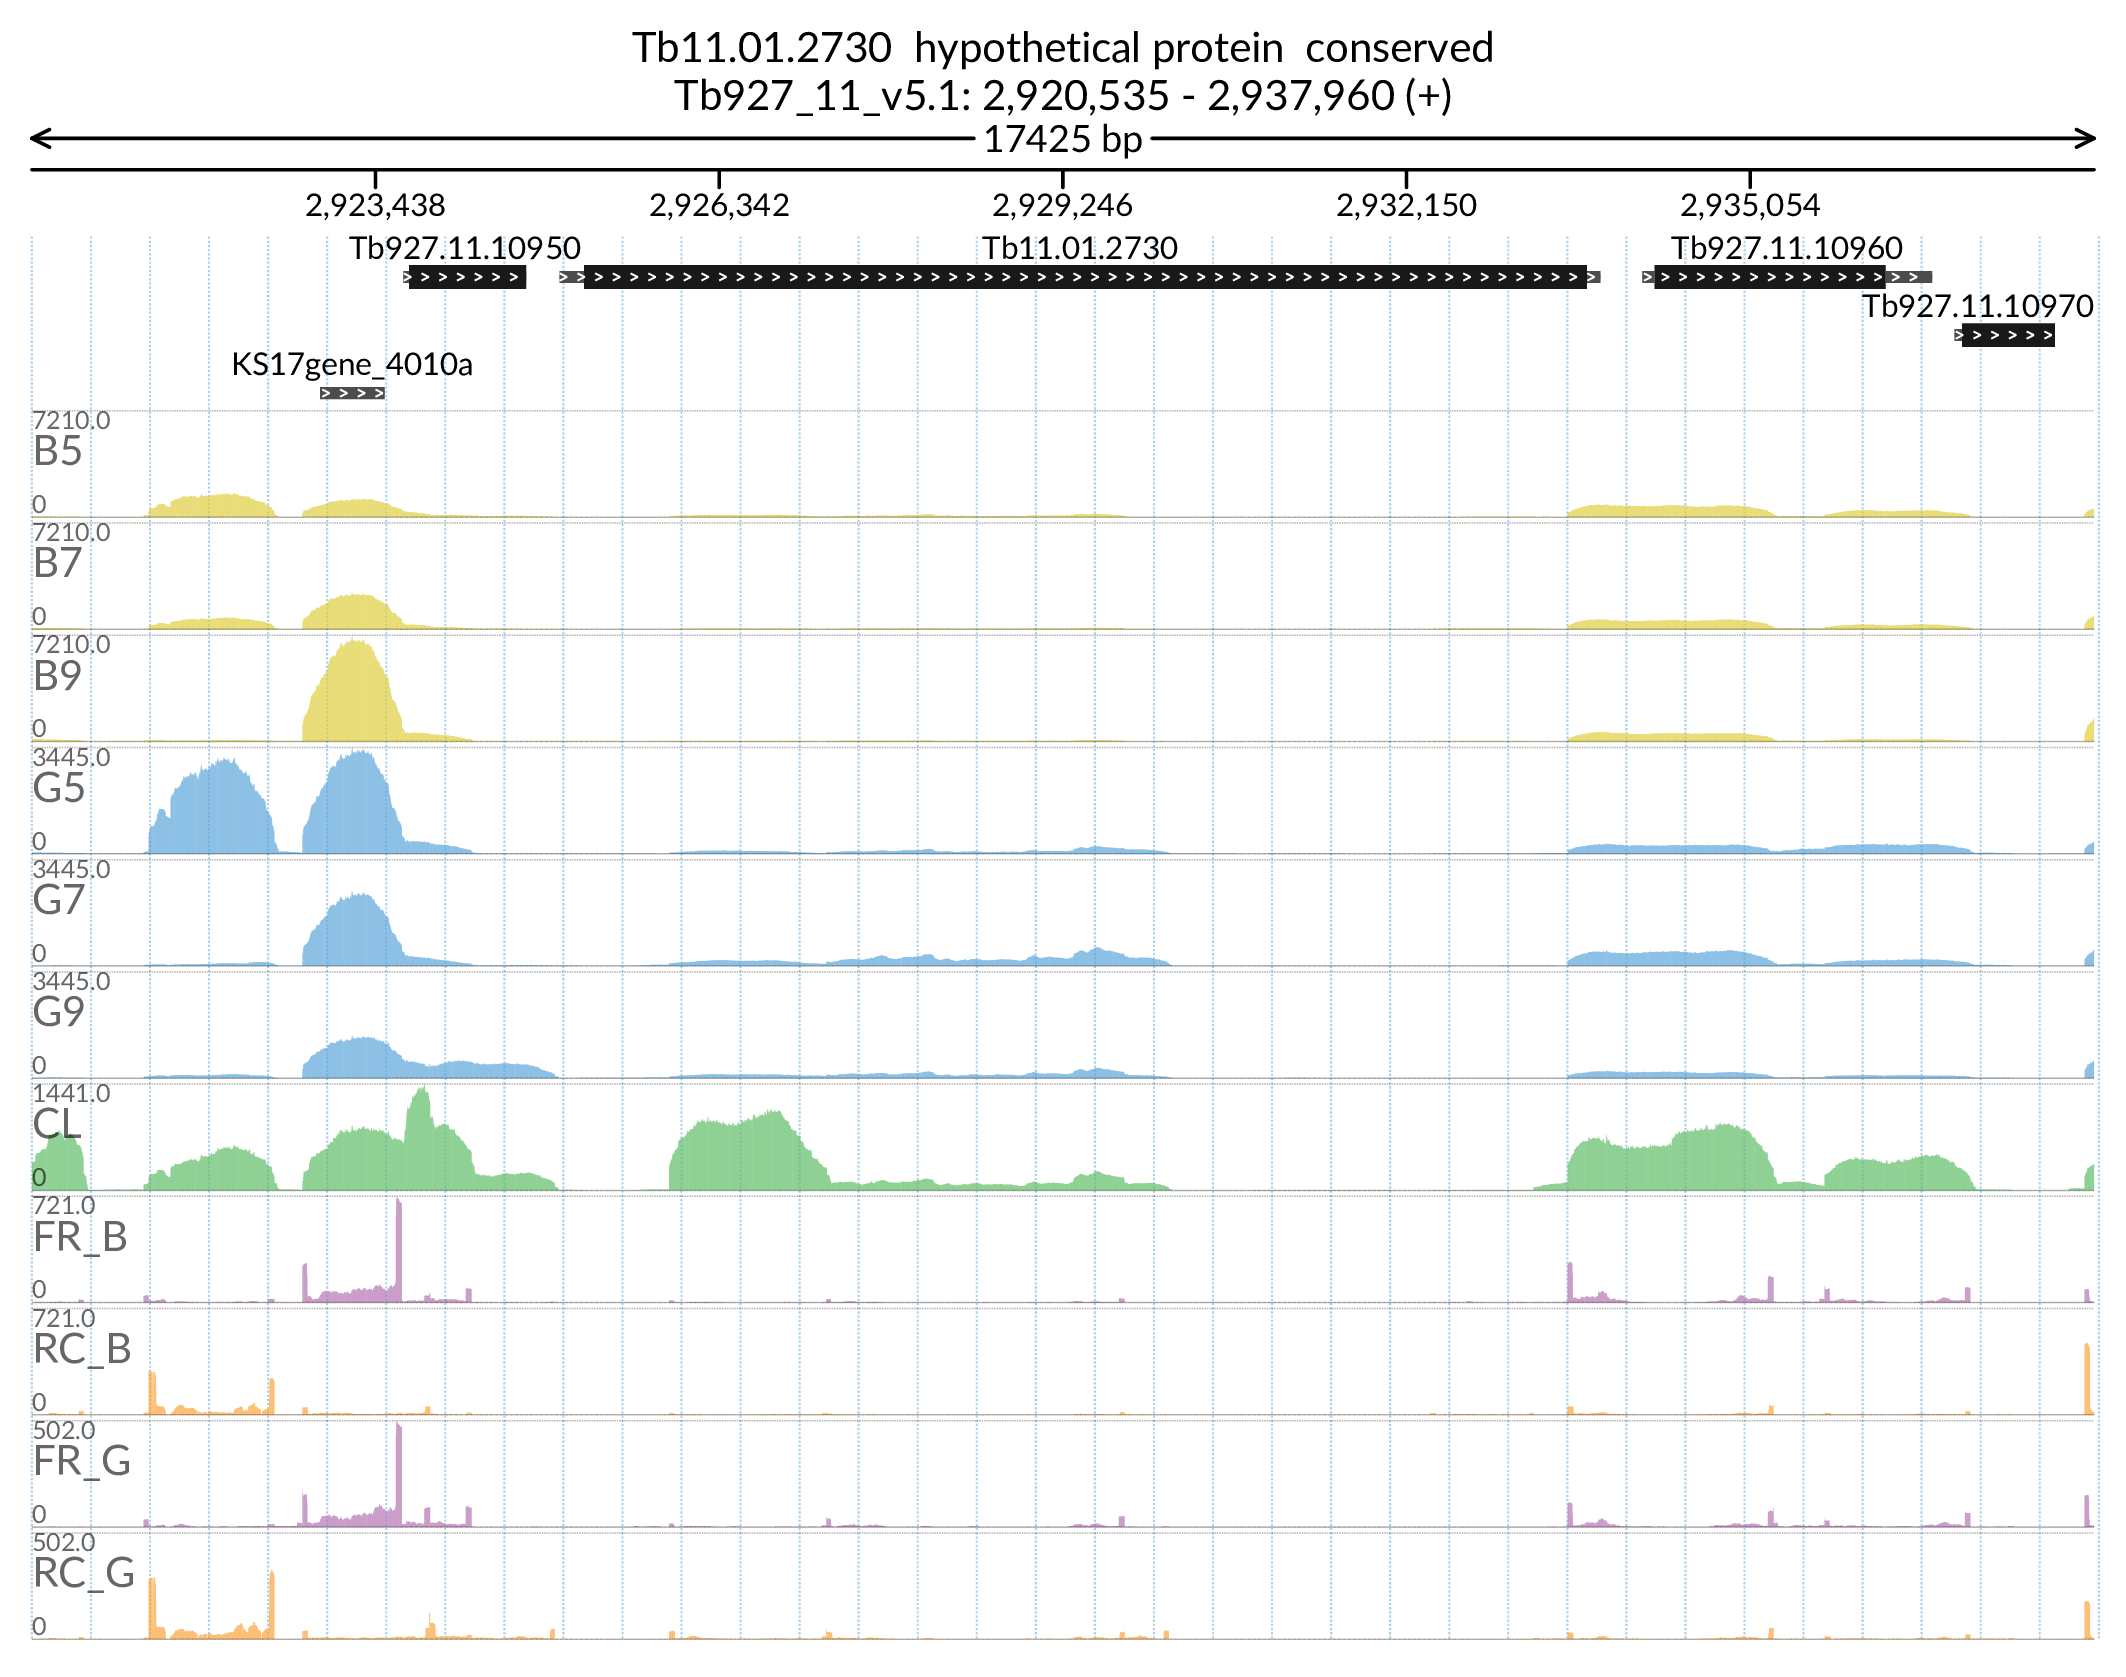 Tb11.01.2730  hypothetical protein  conserved
Tb927_11_v5.1: 2,920,535 - 2,937,960 (+)
17425 bp
2,923,438 2,926,342 2,929,246 2,932,150 2,935,054
Tb927.11.10950 Tb11.01.2730 Tb927.11.10960
Tb927.11.10970
KS17gene_4010a
7210.0
B5
0
7210.0
B7
0
7210.0
B9
0
3445.0
G5
0
3445.0
G7
0
3445.0
G9
0
1441.0
CL
0
721.0
FR_B
0
721.0
RC_B
0
502.0
FR_G
0
502.0
RC_G
0